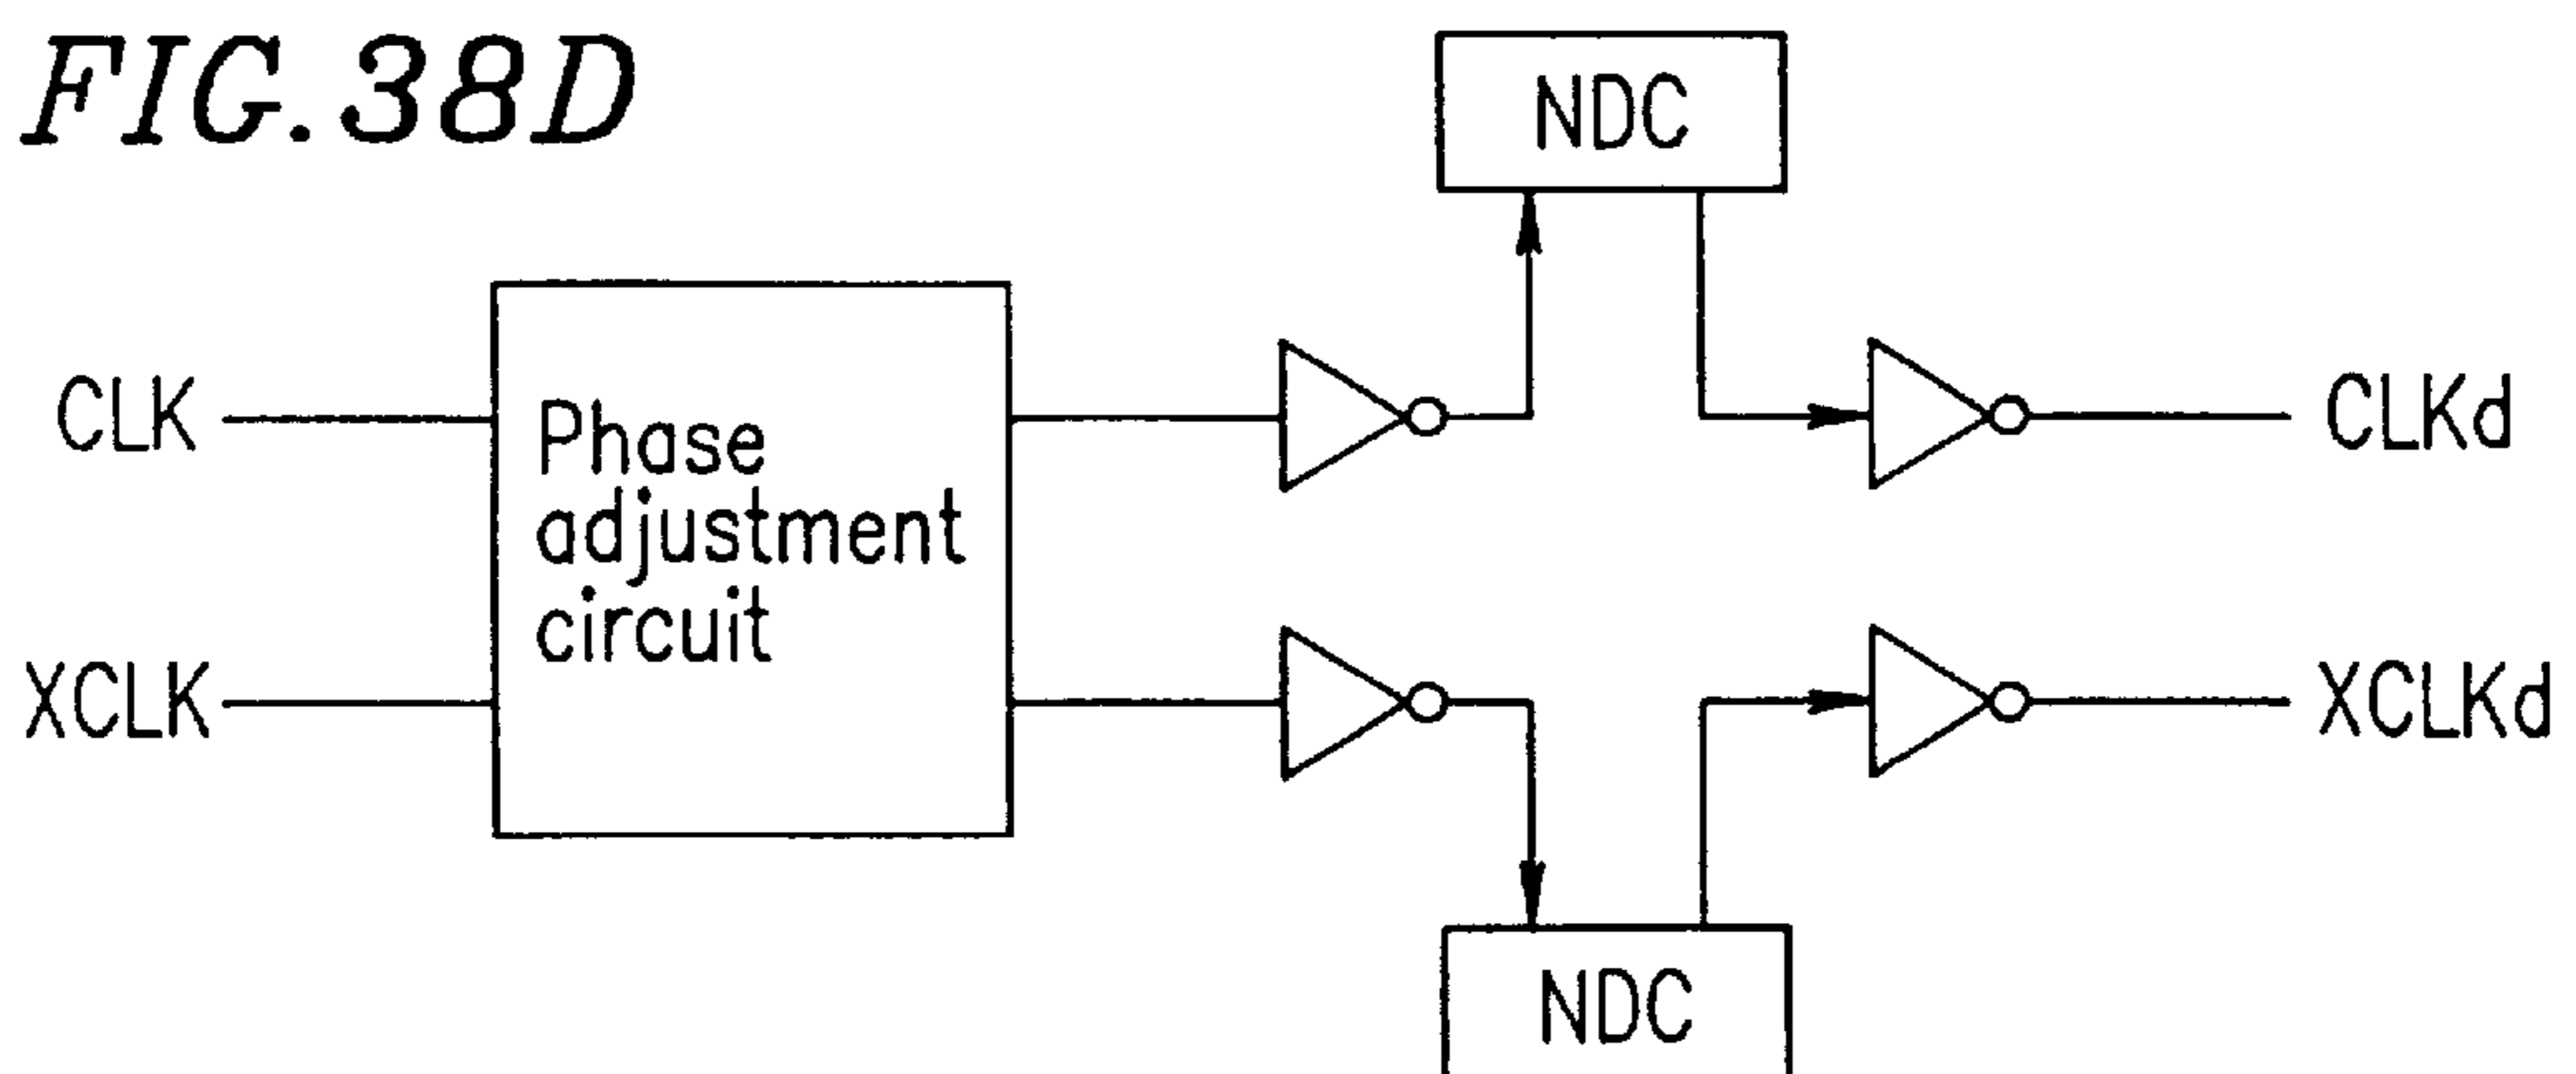 FIG.38D
NDC
CLK
Phase
adjustment
circuit
CLKd
XCLK
XCLKd
NDC